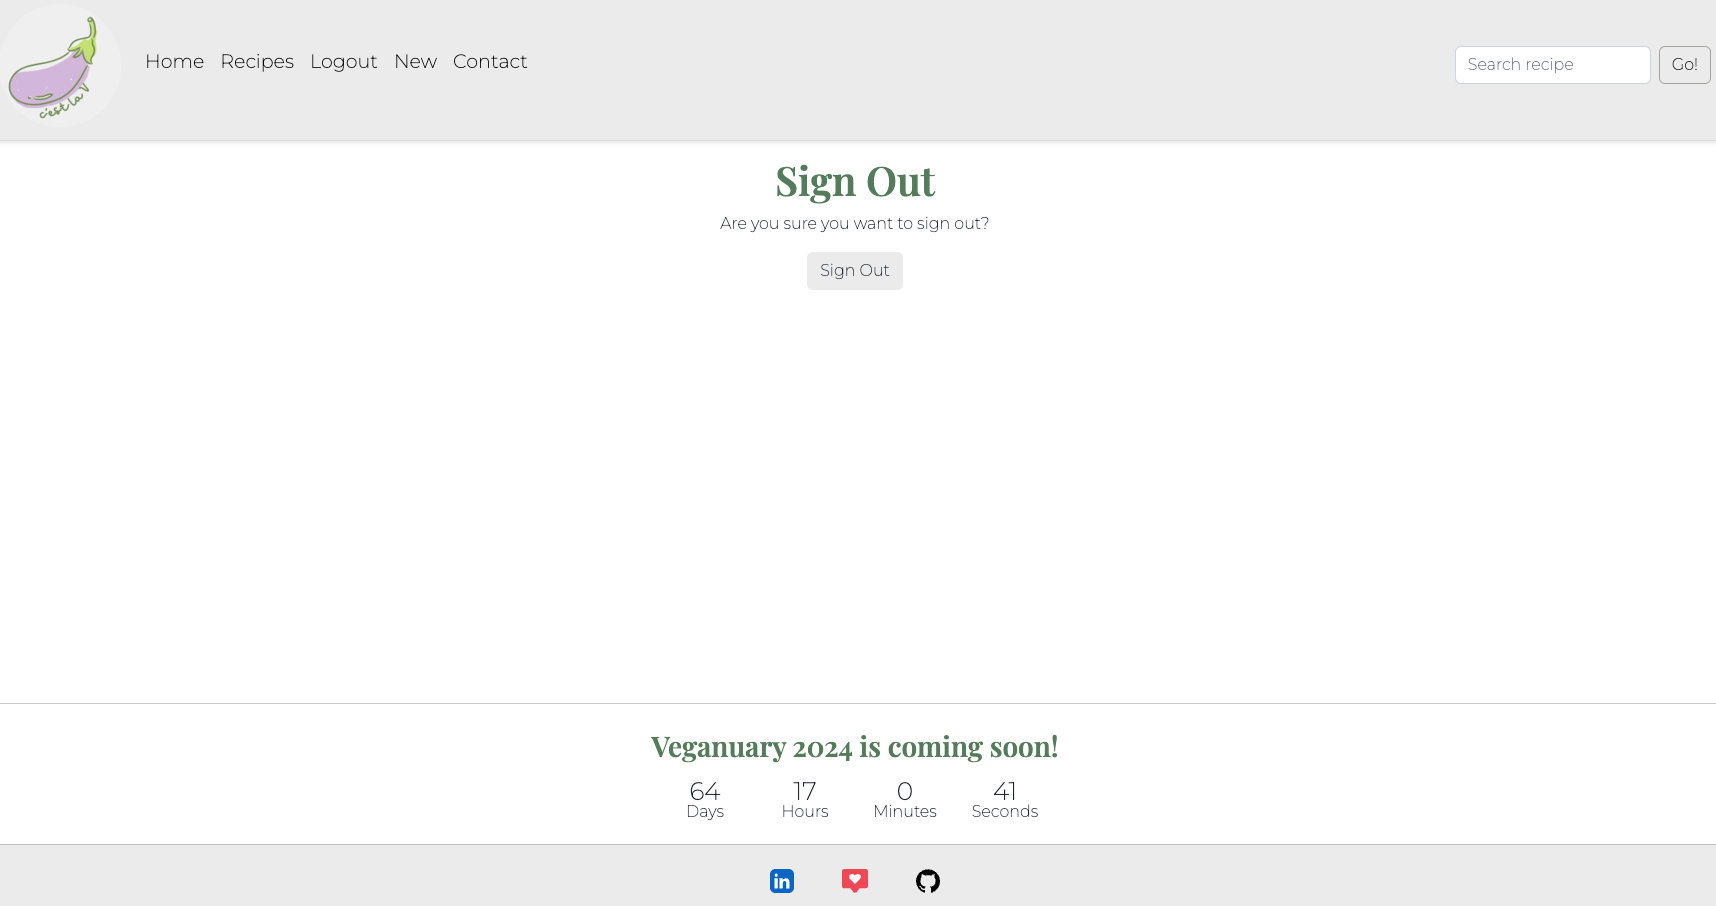 c'est la V
Home Recipes Logout New Contact
Search recipe Go!
Sign Out
Are you sure you want to sign out?
Sign Out
Veganuary 2024 is coming soon!
64 17 0 41
Days Hours Minutes Seconds
in